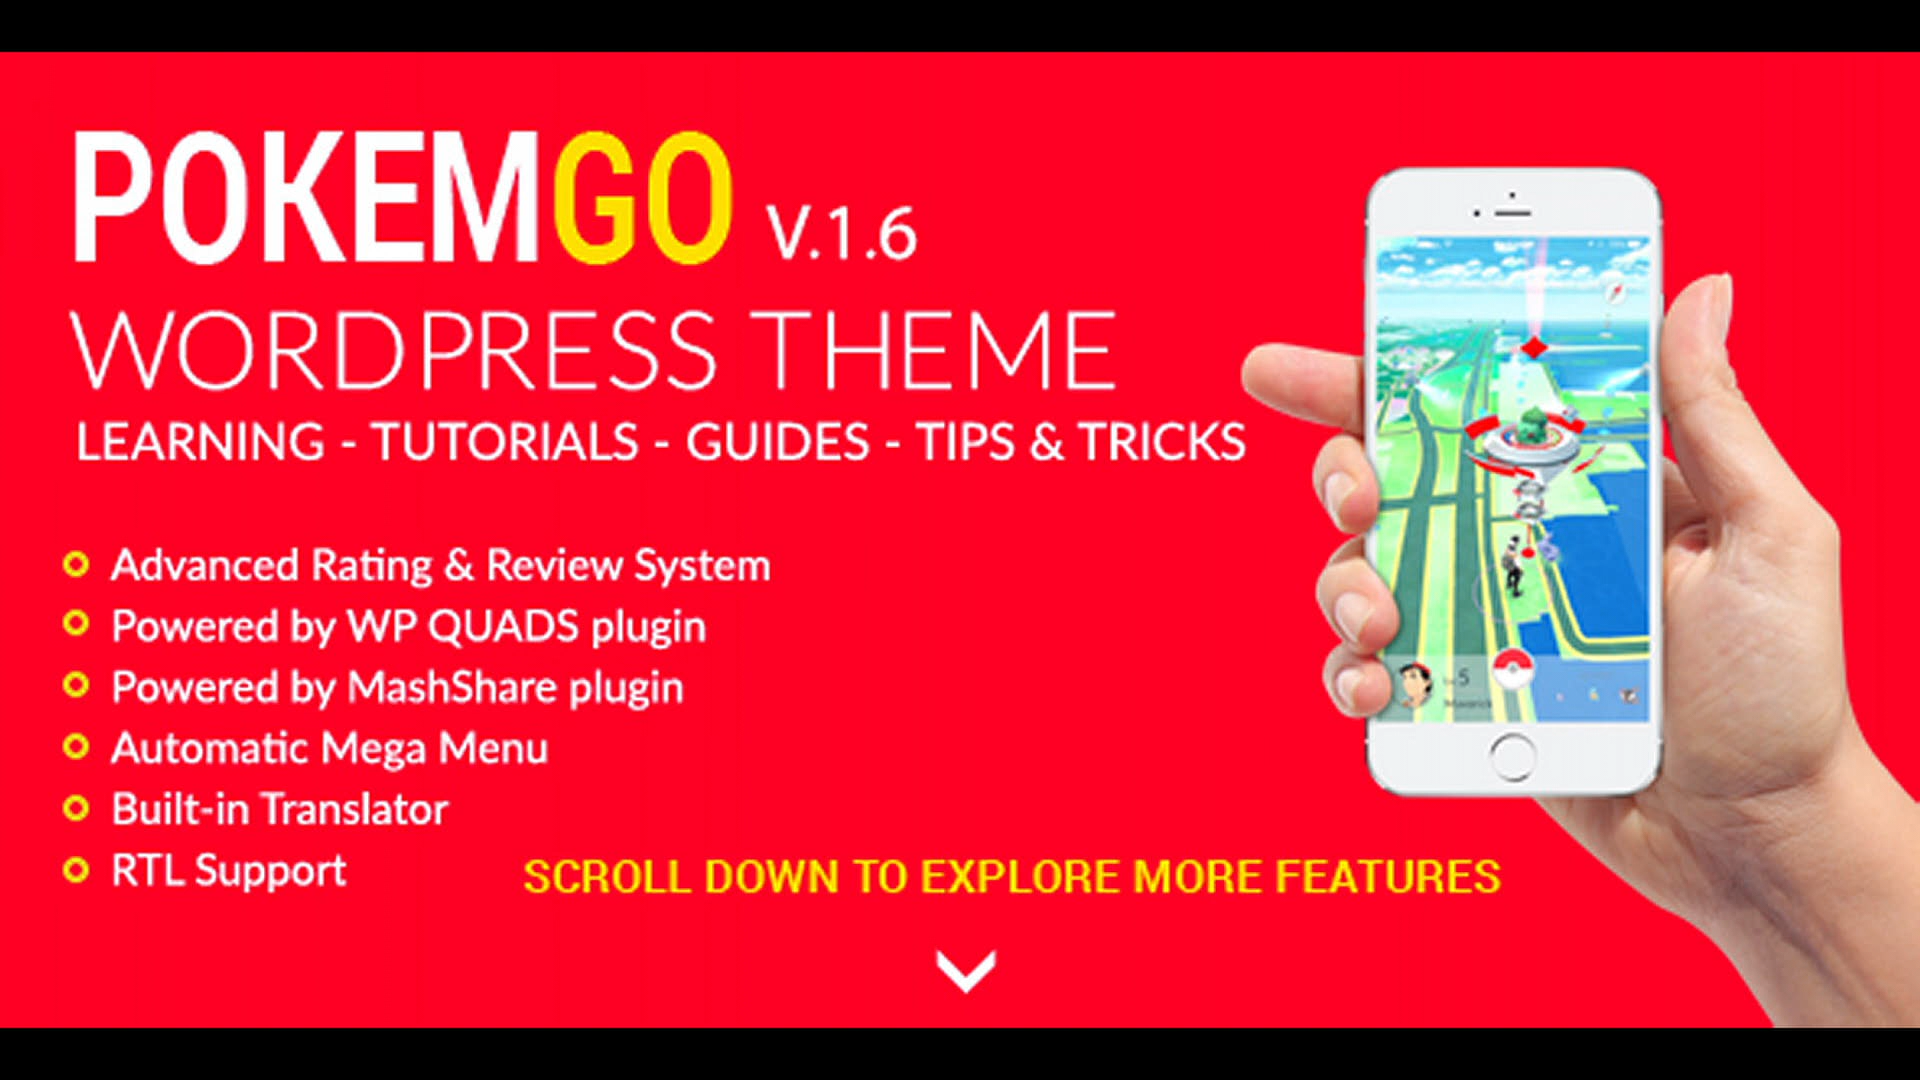 POKEMGO V.1.6
WORDPRESS THEME
LEARNING - TUTORIALS - GUIDES - TIPS & TRICKS
Advanced Rating & Review System
Powered by WP QUADS plugin
Powered by MashShare plugin
Automatic Mega Menu
Built-in Translator
RTL Support
SCROLL DOWN TO EXPLORE MORE FEATURES
5